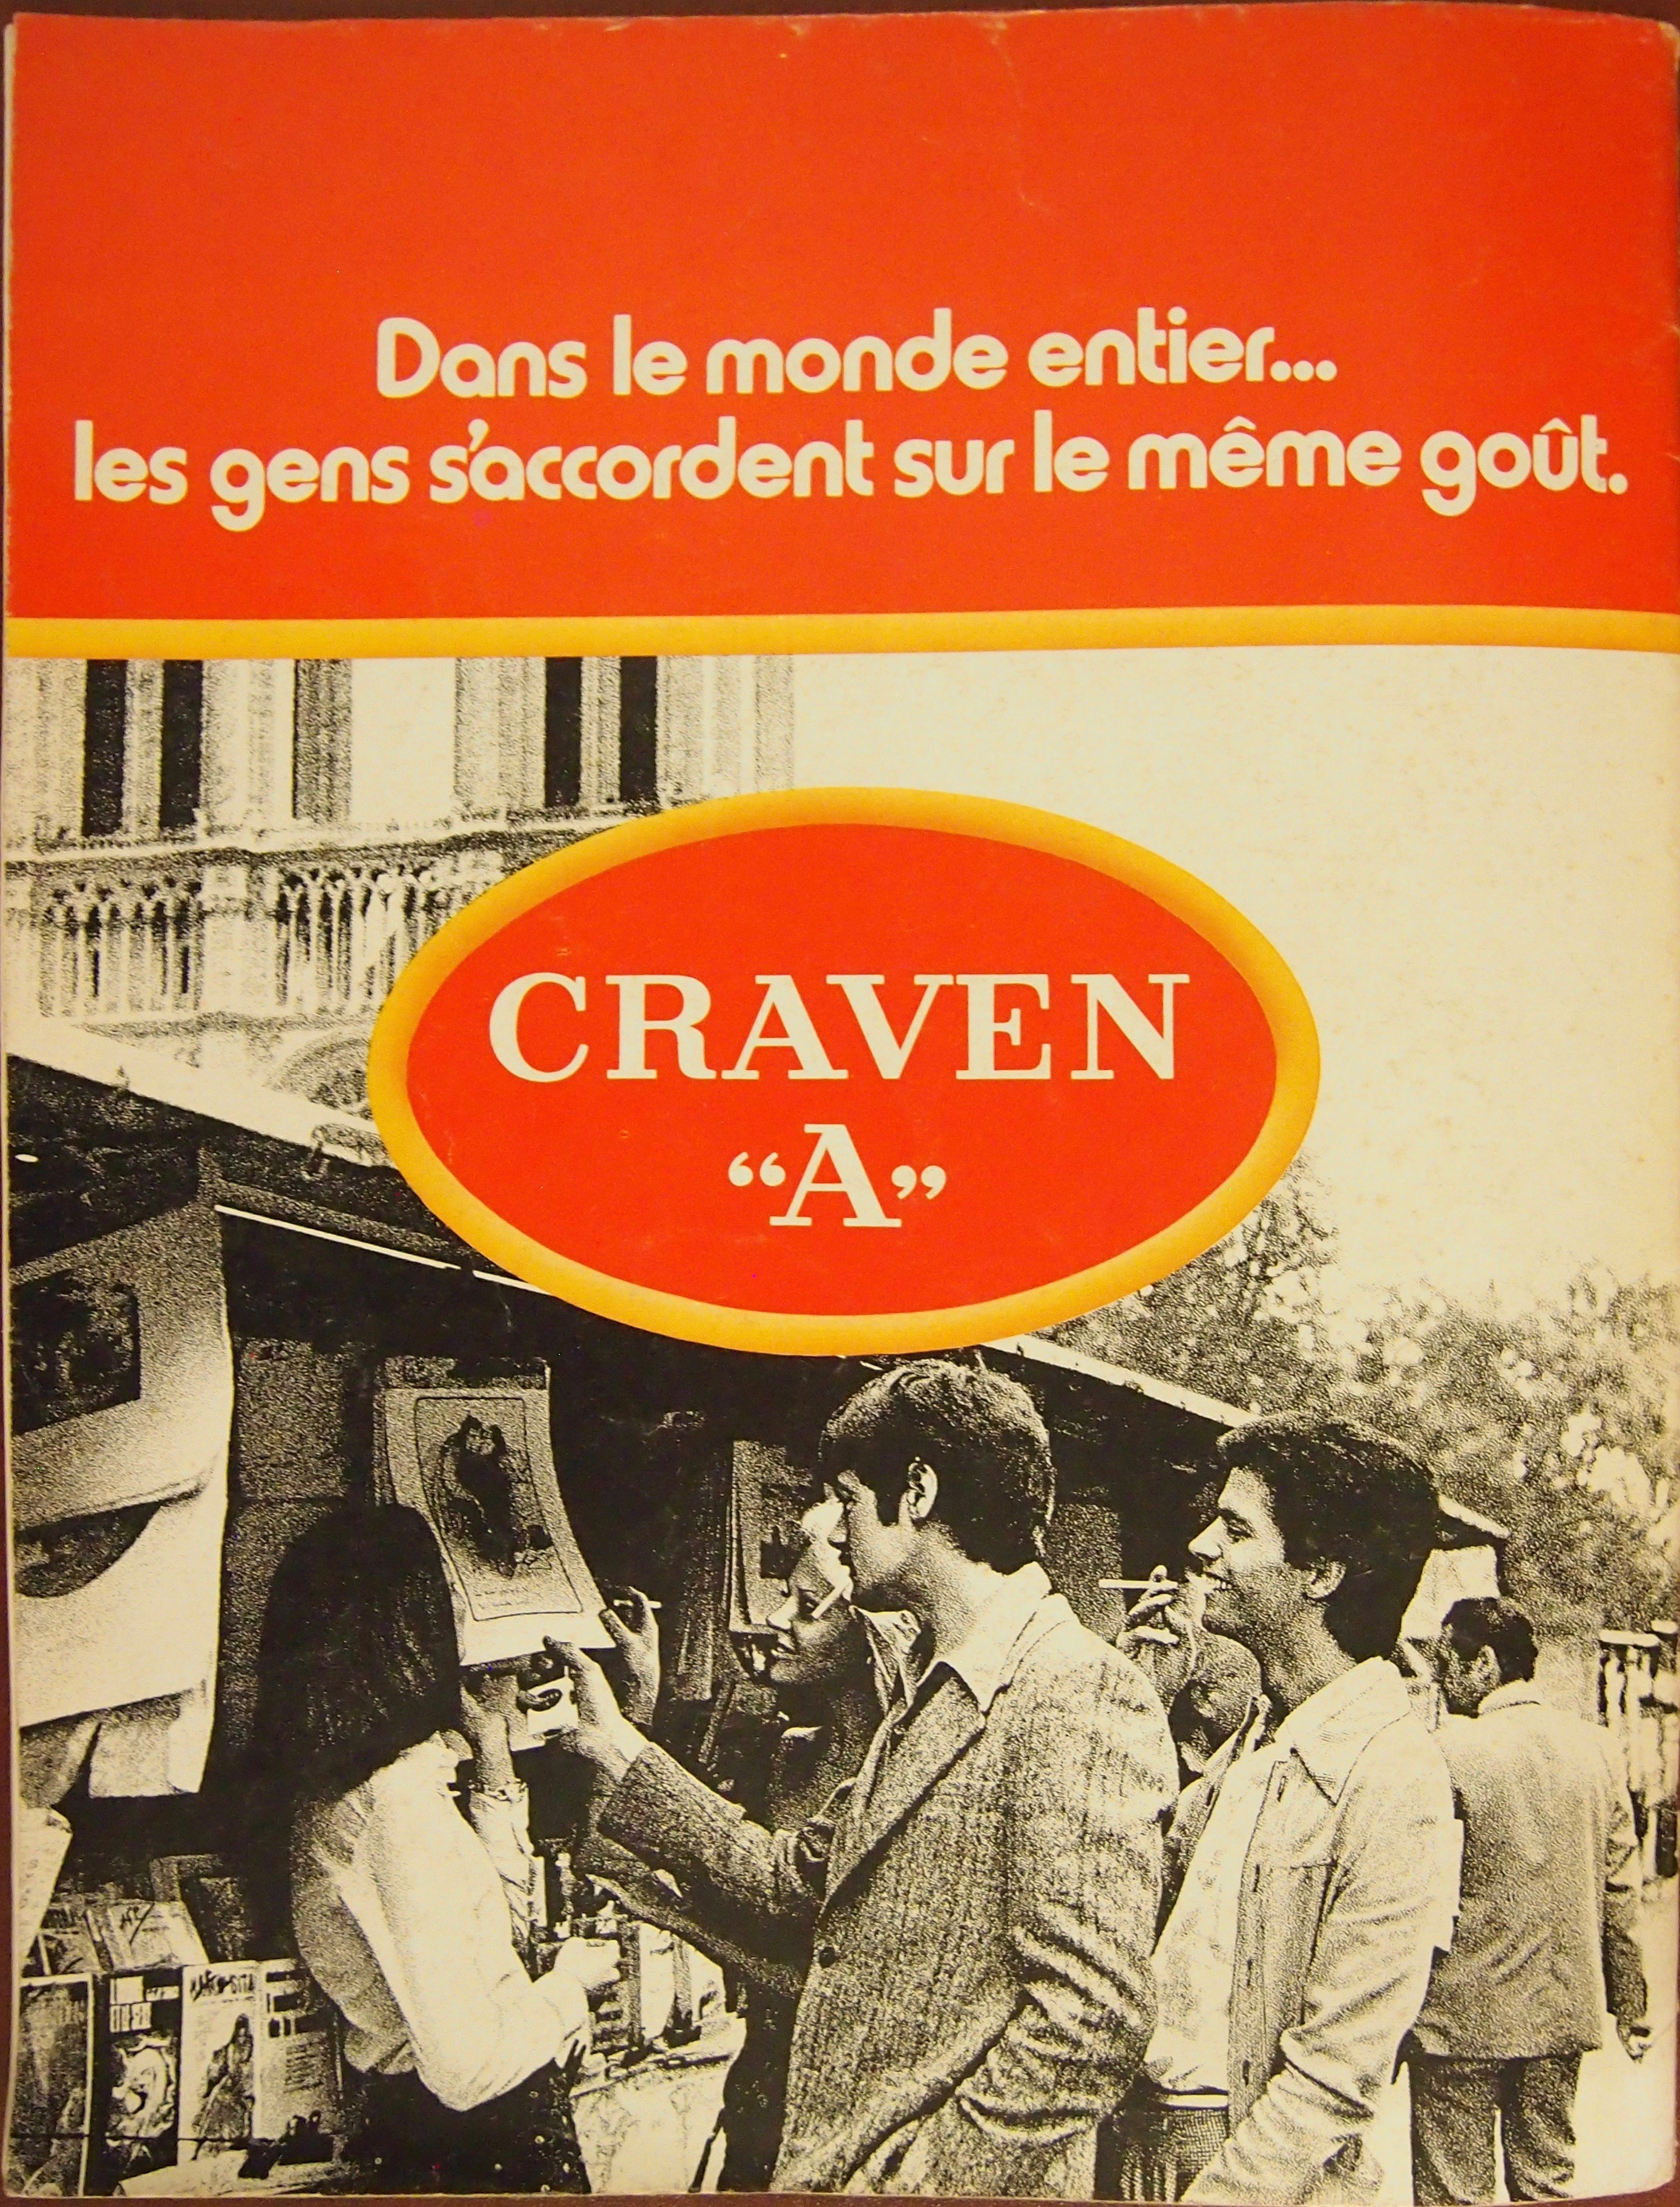 Dans le monde entier...
les gens s'accordent sur le même goût.
CRAVEN
“A”